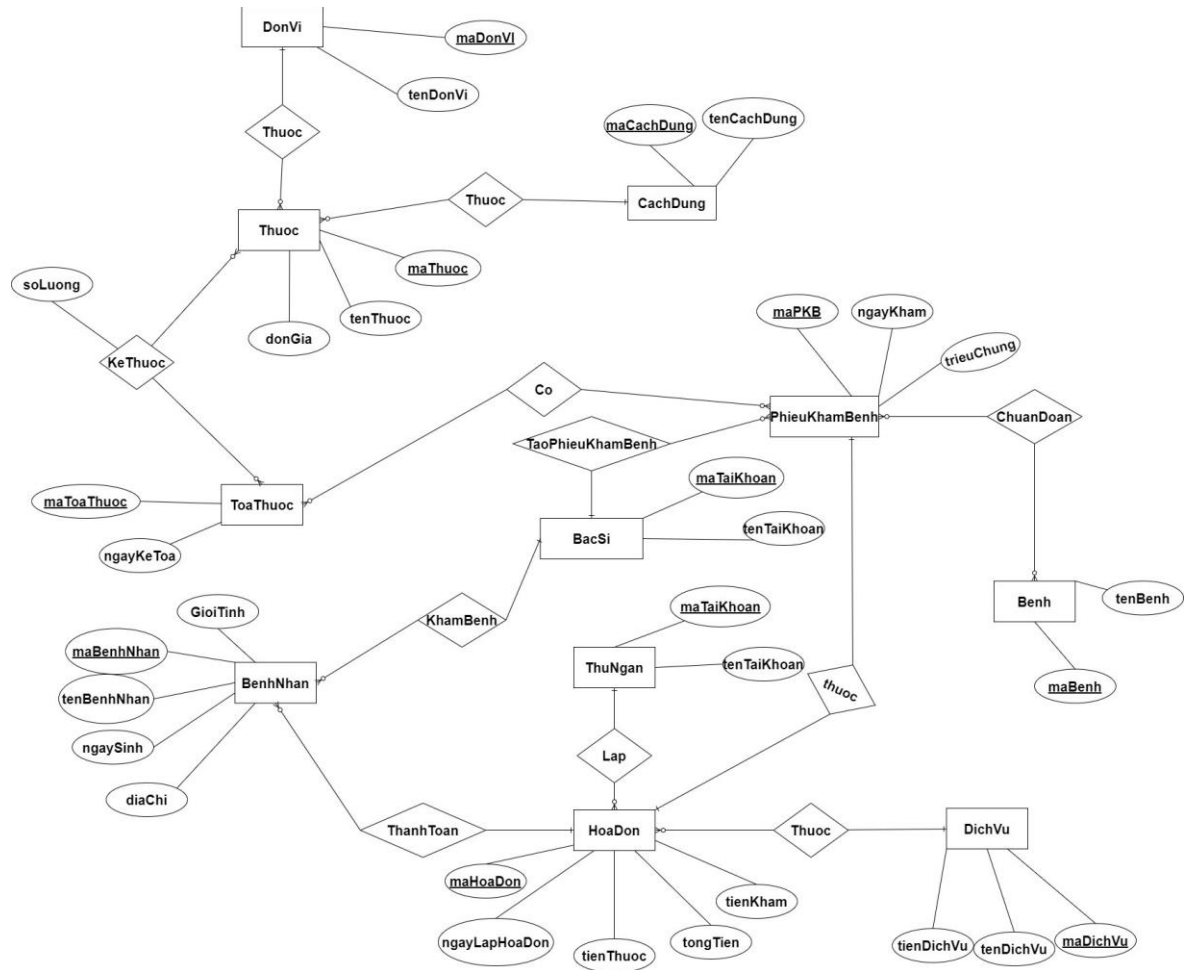 DonVi
maDonVI
tenDonVi
Thuoc
maCachDung
tenCachDung
Thuoc
CachDung
Thuoc
maThuoc
soLuong
tenThuoc
donGia
KeThuoc
maPKB
ngayKham
trieuChung
Co
PhieuKhamBenh
ChuanDoan
TaoPhieuKhamBenh
maToaThuoc
ToaThuoc
maTaiKhoan
tenTaiKhoan
BacSi
ngayKeToa
Benh
tenBenh
GioiTinh
KhamBenh
maTaiKhoan
maBenhNhan
BenhNhan
ThuNgan
tenTaiKhoan
thuoc
maBenh
tenBenhNhan
ngaySinh
Lap
diaChi
ThanhToan
HoaDon
Thuoc
DichVu
maHoaDon
tienKham
ngayLapHoaDon
tienThuoc
tongTien
tienDichVu
tenDichVu
maDichVu